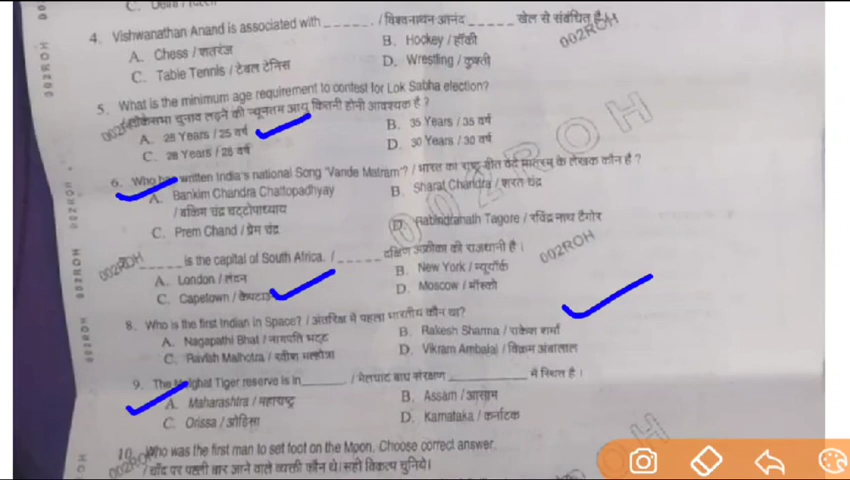 C. Delhi /
4. Vishwanathan Anand is associated with ______. / विश्वनाथन आनंद ______ खेल से संबंधित है।
A. Chess / शतरंज
B. Hockey / हॉकी
C. Table Tennis / टेबल टेनिस
D. Wrestling / कुश्ती
5. What is the minimum age requirement to contest for Lok Sabha election?
लोकसभा चुनाव लढ़ने की न्यूनतम आयु कितनी होनी आवश्यक है ?
A. 25 Years / 25 वर्ष
B. 35 Years / 35 वर्ष
C. 28 Years / 28 वर्ष
D. 30 Years / 30 वर्ष
6. Who has written India's national Song 'Vande Matram'? / भारत का राष्ट्र गीत वंदे मातरम् के लेखक कौन है ?
A. Bankim Chandra Chattopadhyay
/ बंकिम चंद्र चट्टोपाध्याय
B. Sharat Chandra / शरत चंद्र
C. Prem Chand / प्रेम चंद्र
D. Rabindranath Tagore / रविंद्र नाथ टैगोर
______ is the capital of South Africa. / ______ दक्षिण अफ्रीका की राजधानी है।
A. London / लंदन
B. New York / न्यूयॉर्क
C. Capetown / केपटाउन
D. Moscow / मॉस्को
8. Who is the first Indian in Space? / अंतरिक्ष में पहला भारतीय कौन था?
A. Nagapathi Bhat / नागपति भट्ट
B. Rakesh Sharma / राकेश शर्मा
C. Ravish Malhotra / रवीश मल्होत्रा
D. Vikram Ambalal / विक्रम अंबालाल
9. The Melghat Tiger reserve is in______ / मेलघाट बाघ संरक्षण ______ में स्थित है।
A. Maharashtra / महाराष्ट्र
B. Assam / आसाम
C. Orissa / ओडिसा
D. Karnataka / कर्नाटक
10. Who was the first man to set foot on the Moon. Choose correct answer.
चाँद पर पहली बार आने वाले व्यक्ती कौन थे। सही विकल्प चुनिये।
002ROH